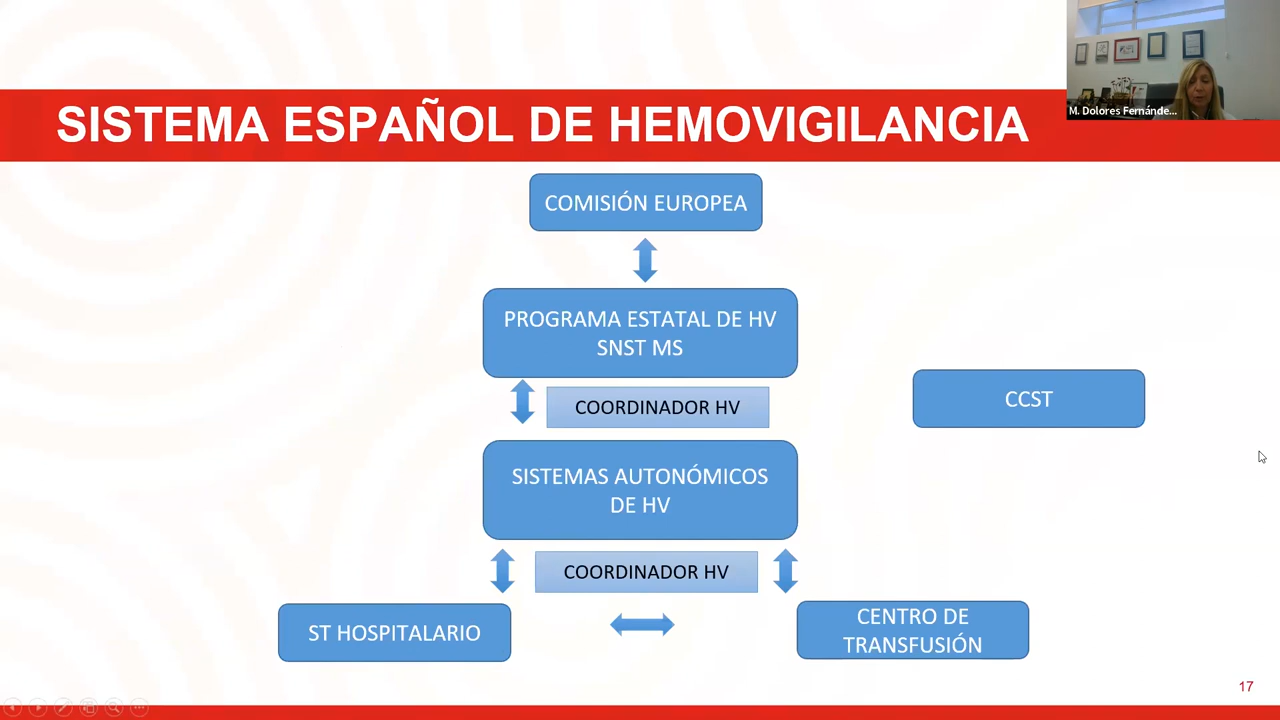 M. Dolores Fernánde...
SISTEMA ESPAÑOL DE HEMOVIGILANCIA
COMISIÓN EUROPEA
PROGRAMA ESTATAL DE HV
SNST MS
COORDINADOR HV
CCST
SISTEMAS AUTONÓMICOS
DE HV
COORDINADOR HV
ST HOSPITALARIO
CENTRO DE
TRANSFUSIÓN
17